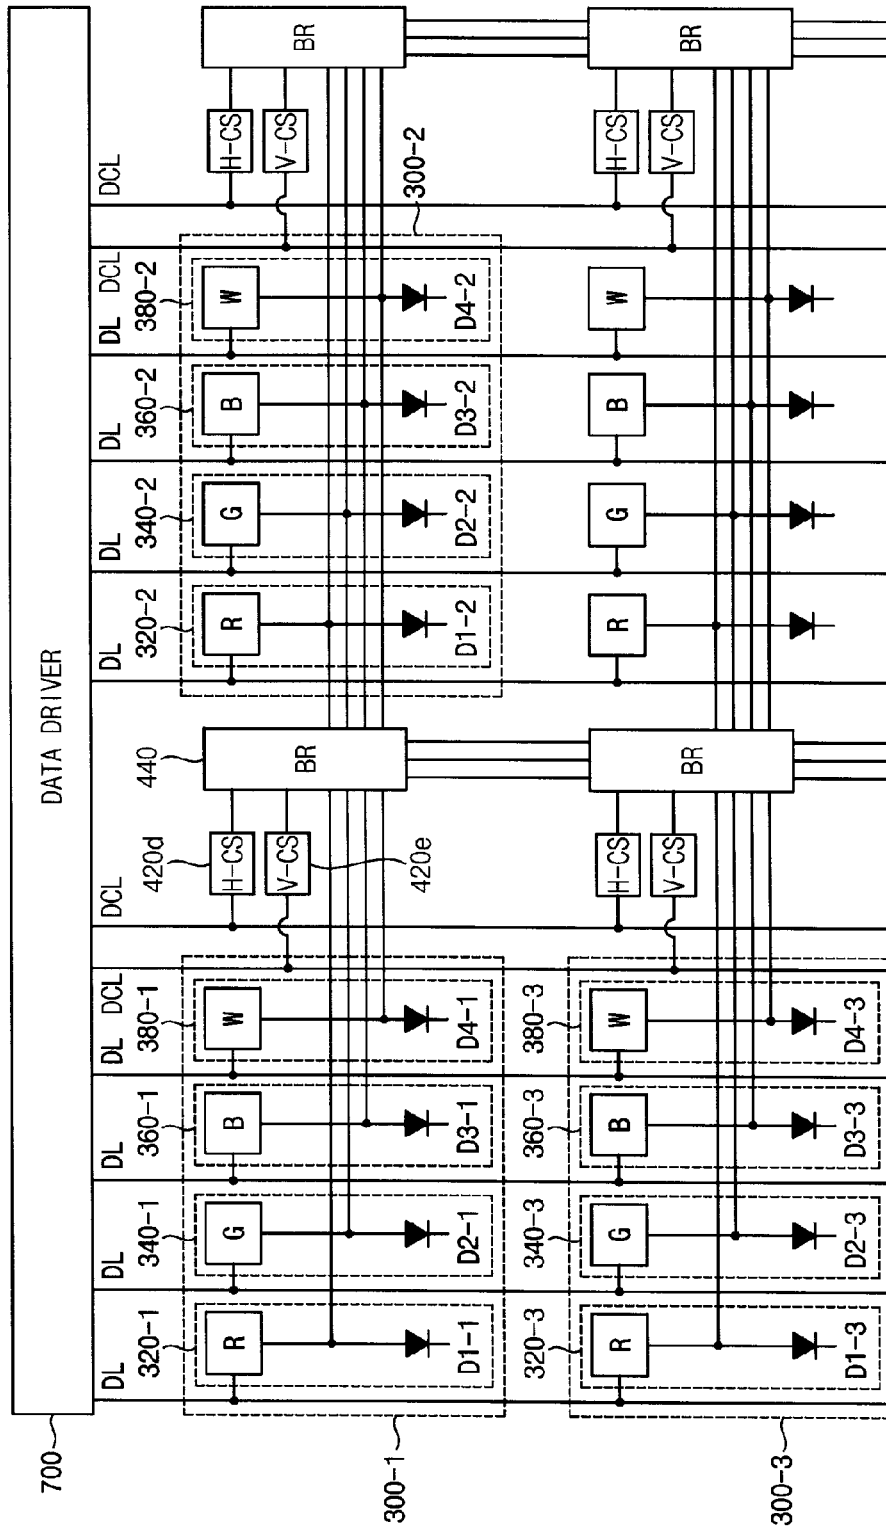 700
DATA DRIVER
DL
DL
DL
DL
DCL
DCL
DL
DL
DL
DL
DCL
DCL
320-1
340-1
360-1
380-1
420d
440
320-2
340-2
360-2
380-2
R
G
B
W
H-CS
V-CS
420e
BR
R
G
B
W
H-CS
V-CS
BR
300-1
D1-1
D2-1
D3-1
D4-1
D1-2
D2-2
D3-2
D4-2
300-2
320-3
340-3
360-3
380-3
R
G
B
W
H-CS
V-CS
BR
R
G
B
W
H-CS
V-CS
BR
300-3
D1-3
D2-3
D3-3
D4-3